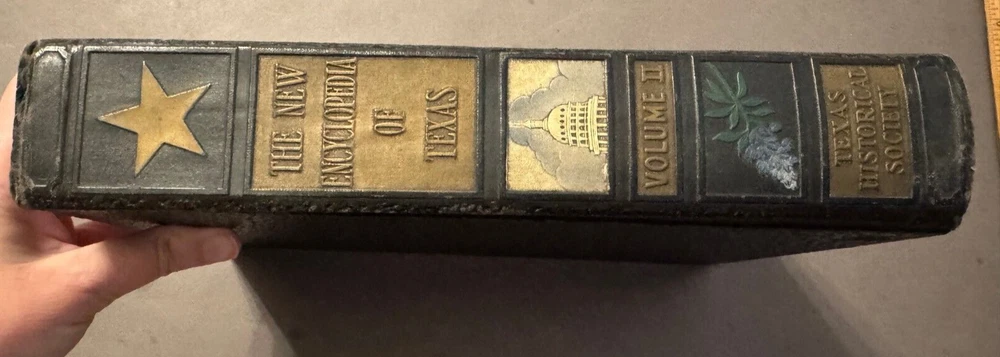 THE NEW
ENCYCLOPEDIA
OF
TEXAS
VOLUME II
TEXAS
HISTORICAL
SOCIETY